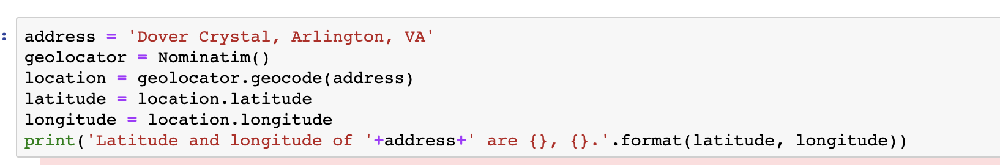 :
address = 'Dover Crystal, Arlington, VA'
geolocator = Nominatim()
location = geolocator.geocode(address)
latitude = location.latitude
longitude = location.longitude
print('Latitude and longitude of '+address+' are {}, {}.'.format(latitude, longitude))